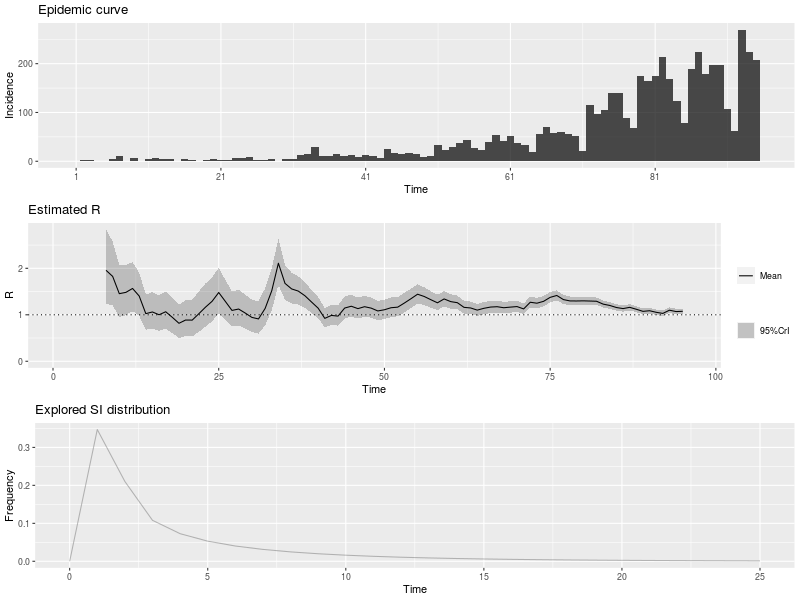 Epidemic curve
Incidence
200
100
0
1 21 41 61 81
Time
Estimated R
R
2
1
0
0 25 50 75 100
Time
Mean
95%CrI
Explored SI distribution
Frequency
0.3
0.2
0.1
0.0
0 5 10 15 20 25
Time